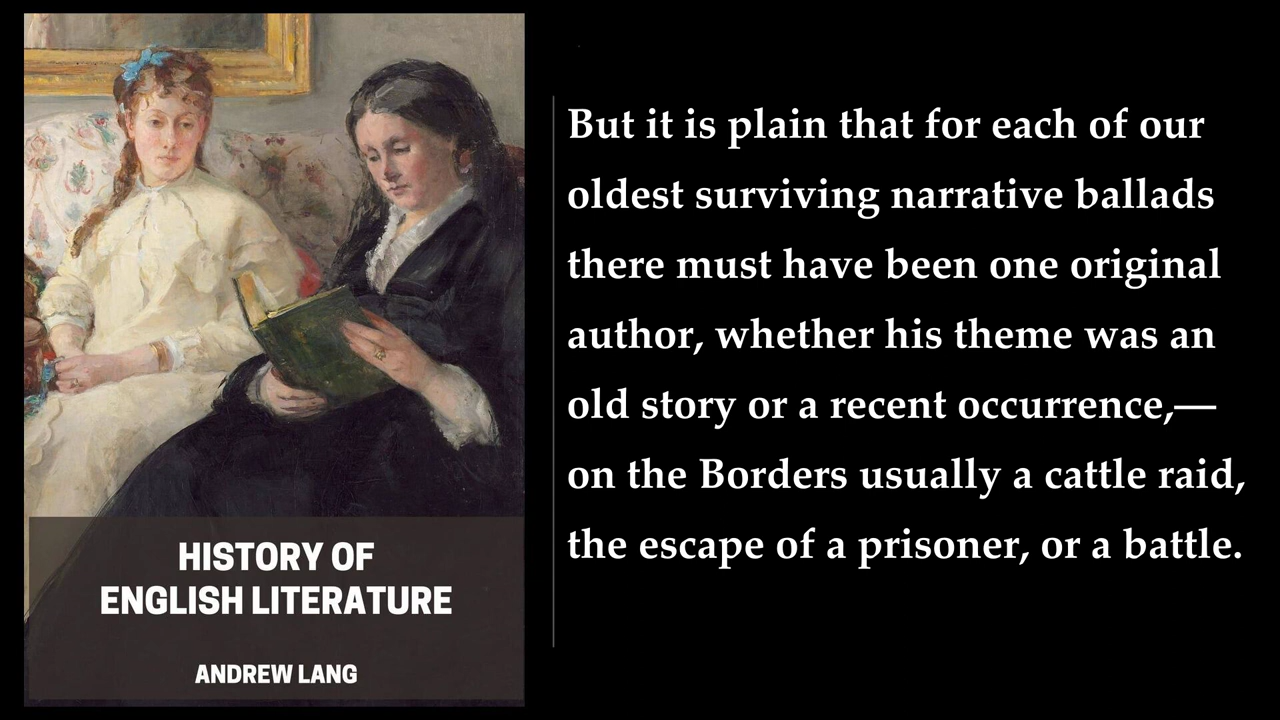 HISTORY OF
ENGLISH LITERATURE
ANDREW LANG
But it is plain that for each of our
oldest surviving narrative ballads
there must have been one original
author, whether his theme was an
old story or a recent occurrence,—
on the Borders usually a cattle raid,
the escape of a prisoner, or a battle.